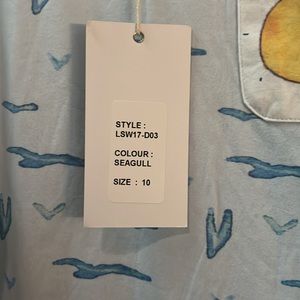 STYLE :
LSW17-D03
COLOUR :
SEAGULL
SIZE : 10